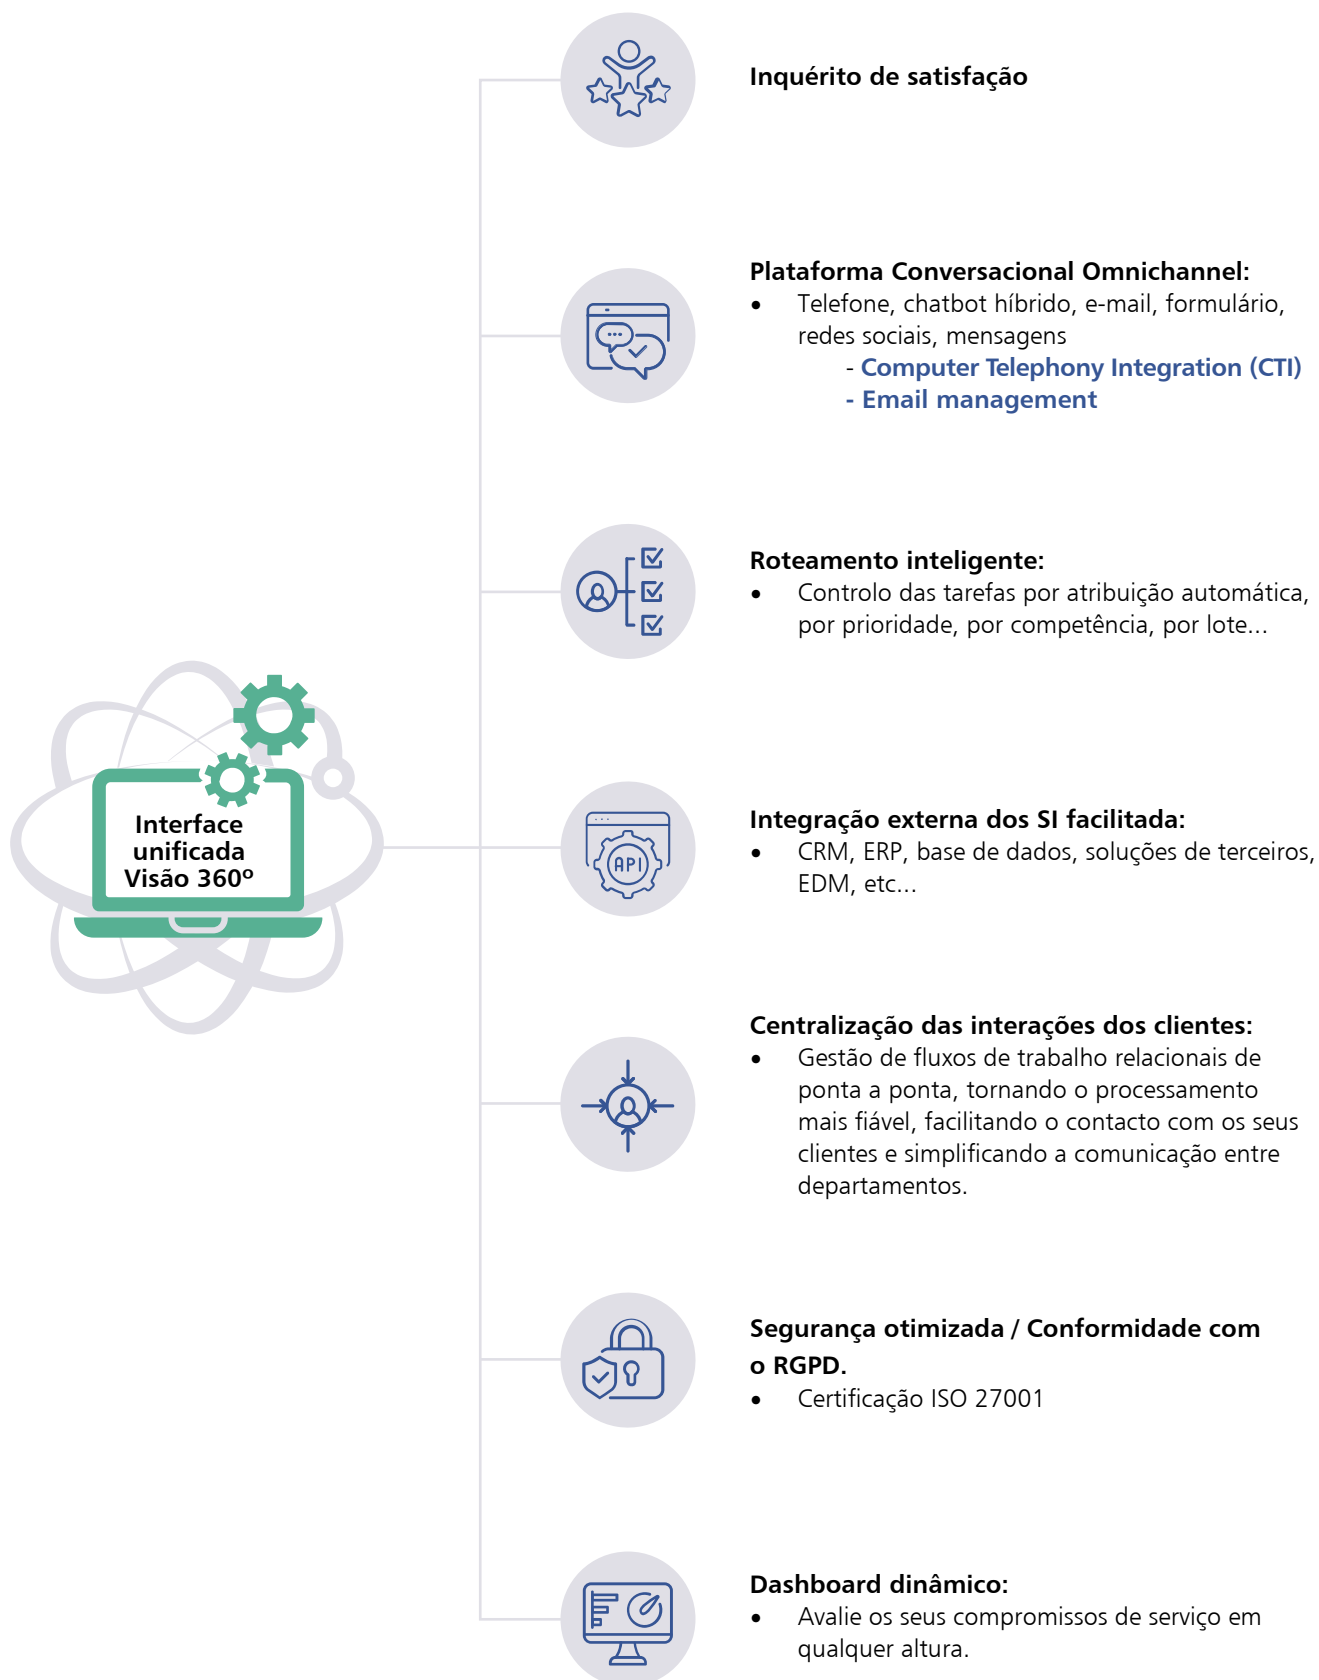 Inquérito de satisfação
Plataforma Conversacional Omnichannel:
• Telefone, chatbot híbrido, e-mail, formulário,
redes sociais, mensagens
- Computer Telephony Integration (CTI)
- Email management
Roteamento inteligente:
• Controlo das tarefas por atribuição automática,
por prioridade, por competência, por lote...
Interface
unificada
Visão 360º
API
Integração externa dos SI facilitada:
• CRM, ERP, base de dados, soluções de terceiros,
EDM, etc...
Centralização das interações dos clientes:
• Gestão de fluxos de trabalho relacionais de
ponta a ponta, tornando o processamento
mais fiável, facilitando o contacto com os seus
clientes e simplificando a comunicação entre
departamentos.
Segurança otimizada / Conformidade com
o RGPD.
• Certificação ISO 27001
Dashboard dinâmico:
• Avalie os seus compromissos de serviço em
qualquer altura.